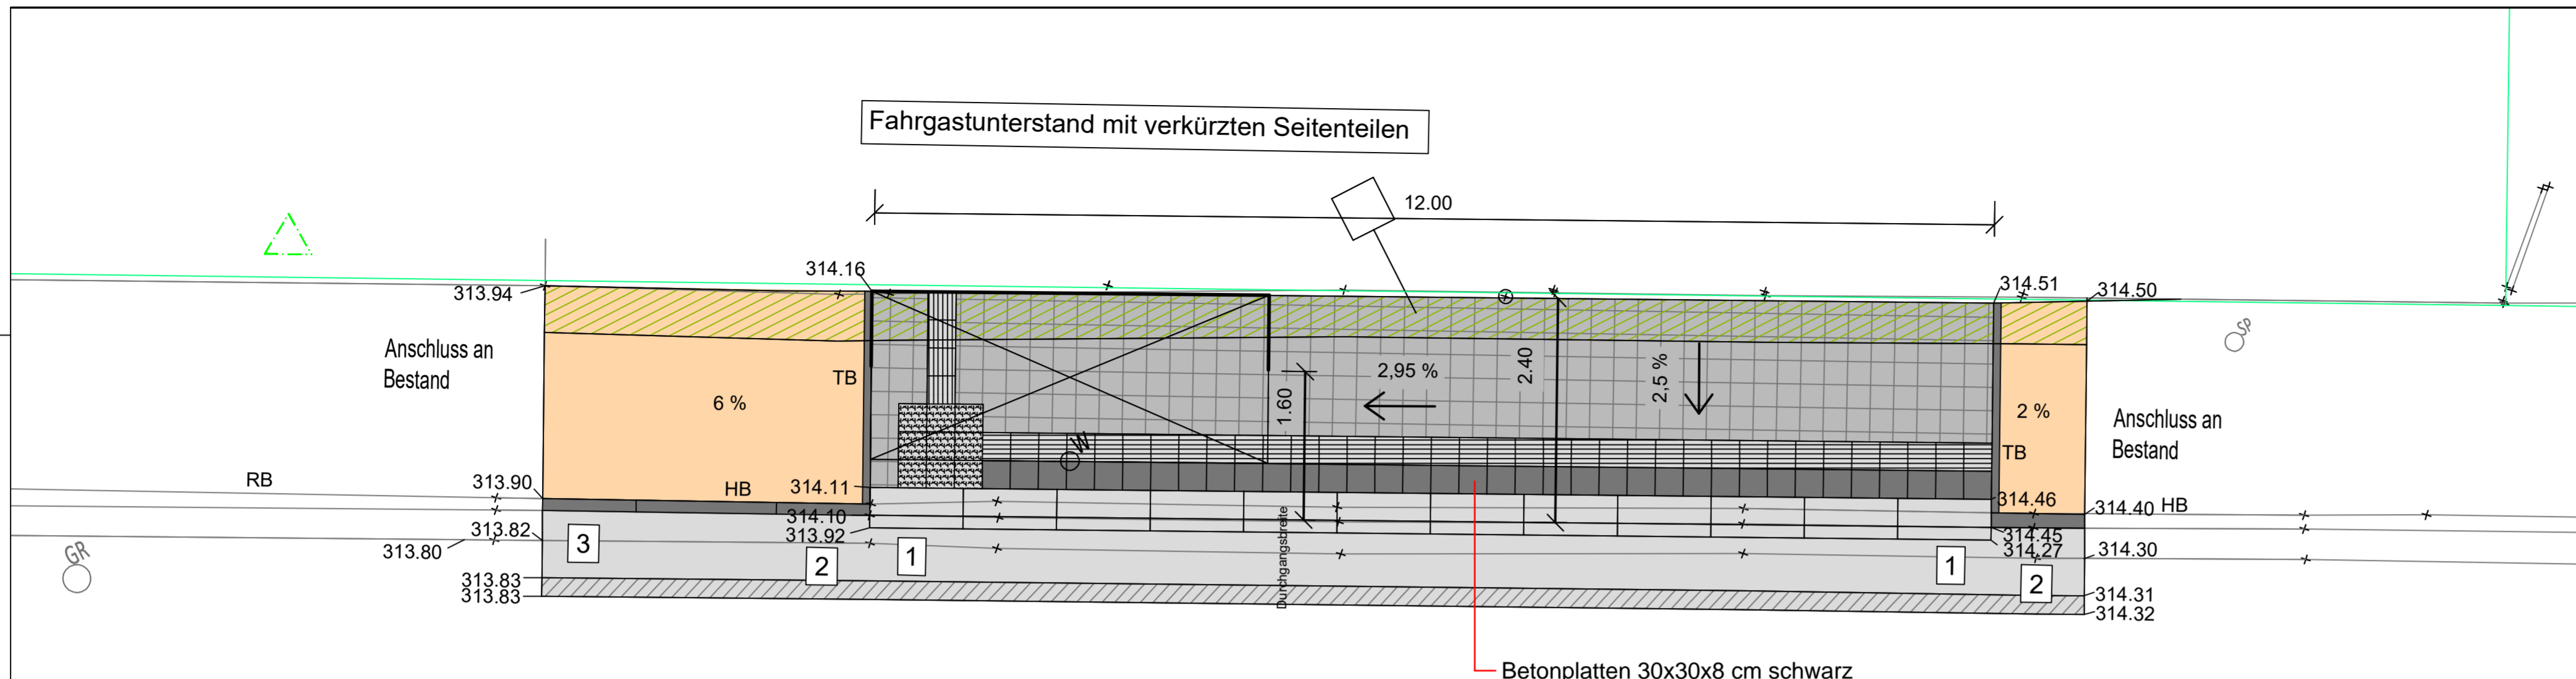 Fahrgastunterstand mit verkürzten Seitenteilen
12.00
314.16
313.94
314.51
314.50
SP
Anschluss an
Bestand
TB
6 %
2,95 %
2.40
2,5 %
1.60
2 %
TB
Anschluss an
Bestand
W
RB
313.90
HB
314.11
314.10
313.92
314.46
314.40
HB
314.45
314.27
314.30
GR
313.80
313.82
3
2
1
Durchgangsbreite
1
2
313.83
313.83
314.31
314.32
Betonplatten 30x30x8 cm schwarz